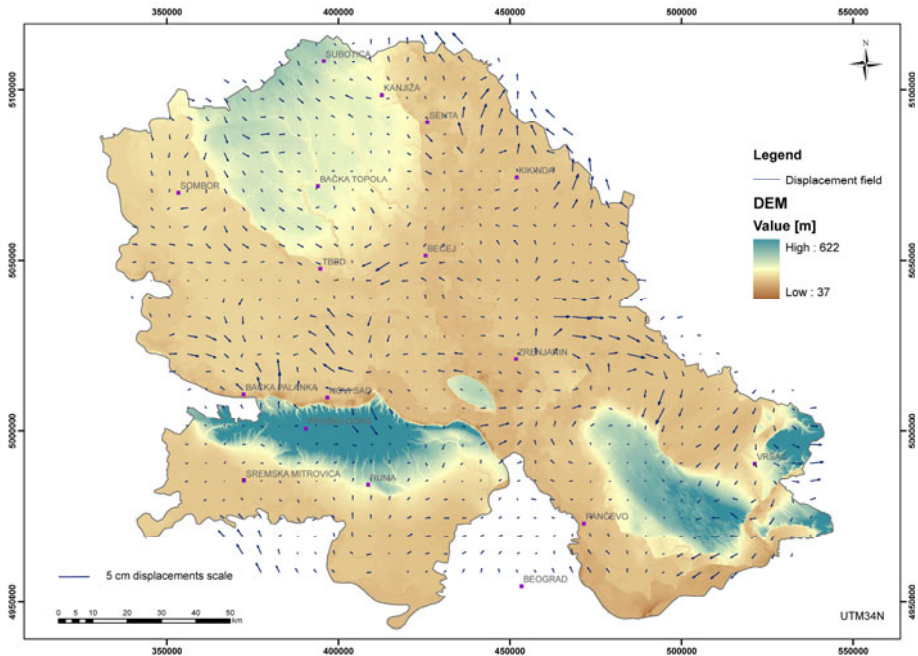 350000 400000 450000 500000 550000
N
SUBOTICA
5100000 5100000
KANJIŽA
SENTA
Legend
KIKINDA
Displacement field
BAČKA TOPOLA
SOMBOR
DEM
Value [m]
High : 622
BEČEJ
5050000 5050000
TBRD
Low : 37
ZRENJANIN
BAČKA PALANKA
NOVI SAD
5000000 5000000
VRŠAC
SREMSKA MITROVICA
RUMA
PANČEVO
5 cm displacements scale
BEOGRAD
4950000 4950000
0 5 10 20 30 40 50
km
UTM34N
350000 400000 450000 500000 550000